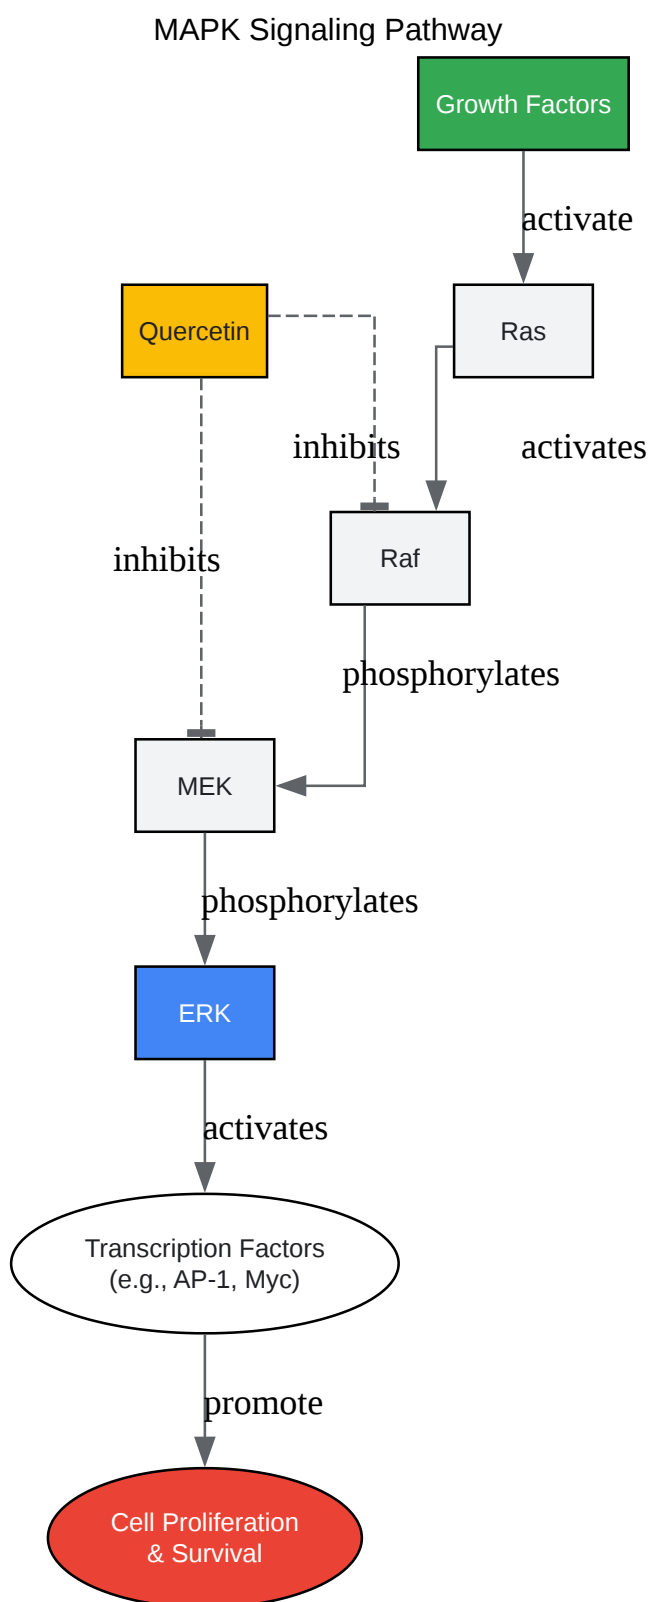 MAPK Signaling Pathway
Growth Factors
activate
Quercetin
Ras
inhibits
activates
Raf
inhibits
phosphorylates
MEK
phosphorylates
ERK
activates
Transcription Factors
(e.g., AP-1, Myc)
promote
Cell Proliferation
& Survival